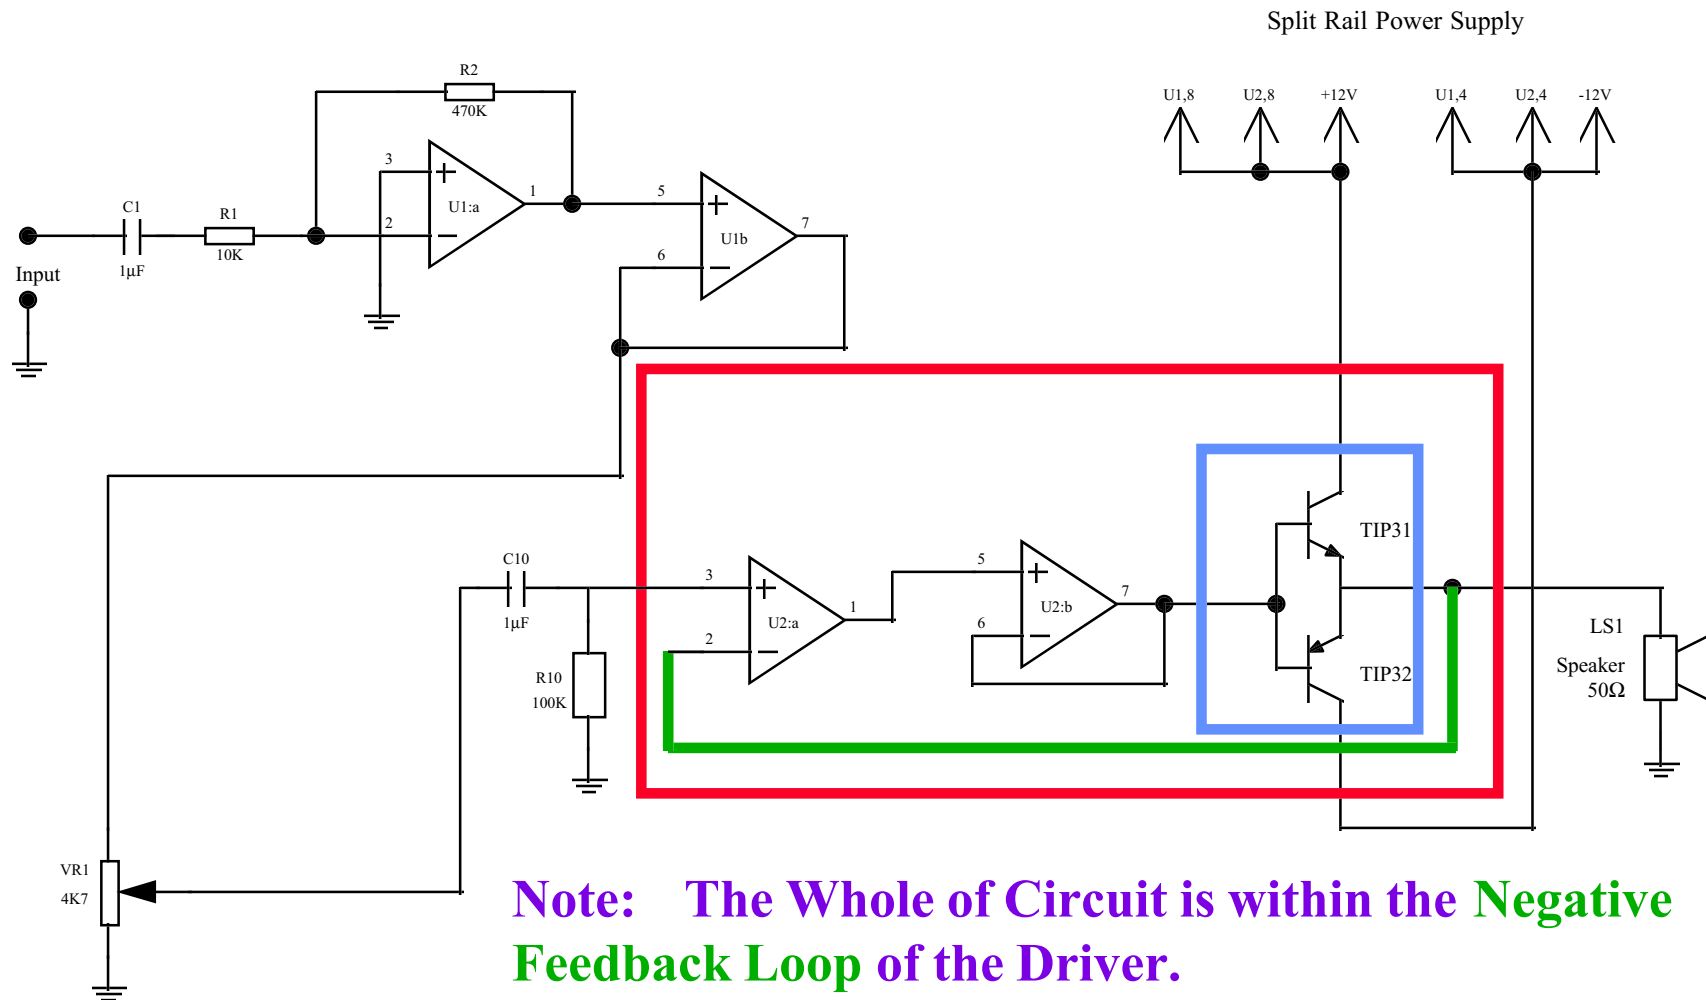 Split Rail Power Supply
R2
470K
U1,8 U2,8 +12V U1,4 U2,4 -12V
3
1
2
U1:a
5
7
6
U1b
C1
1µF
R1
10K
Input
C10
1µF
3
1
2
U2:a
5
7
6
U2:b
TIP31
TIP32
R10
100K
LS1
Speaker
50Ω
VR1
4K7
Note: The Whole of Circuit is within the Negative
Feedback Loop of the Driver.